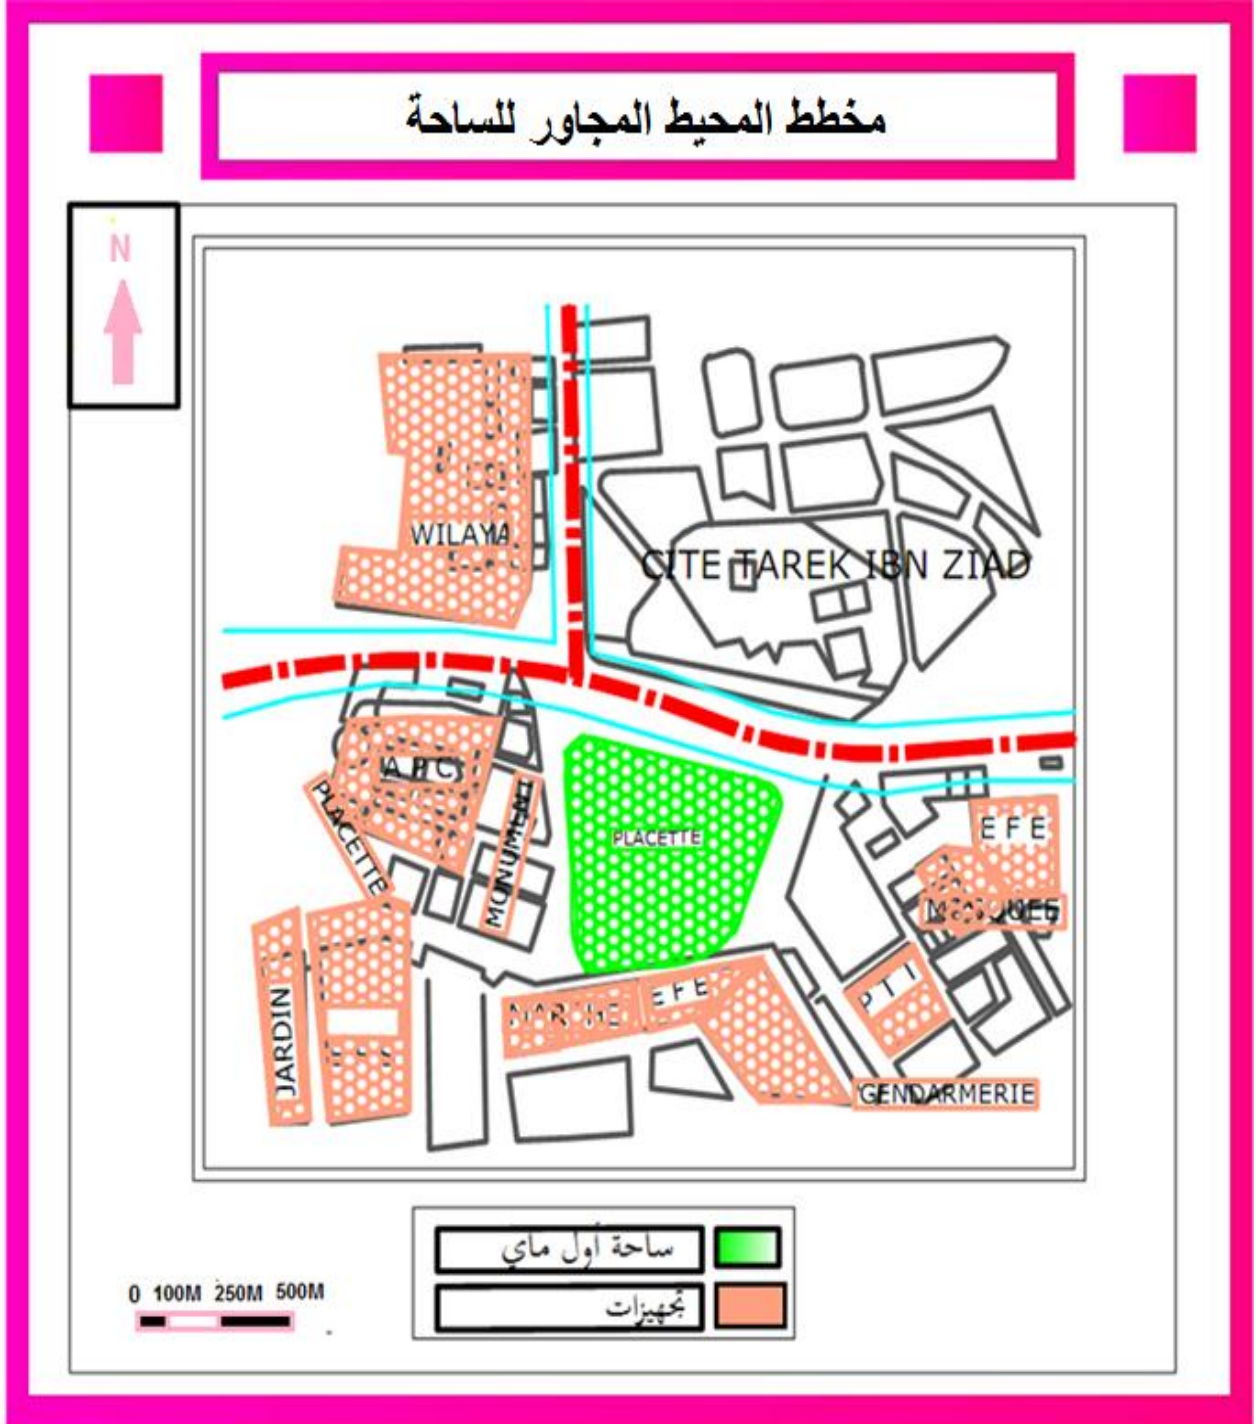 مخطط المحيط المجاور للساحة
N
WILAYA
CITE TAREK IBN ZIAD
A P C
PLACETTE
MONUMENT
PLACETTE
E F E
MOSQUEE
JARDIN
E F E
P T T
GENDARMERIE
ساحة أول ماي
تجهيزات
0 100M 250M 500M